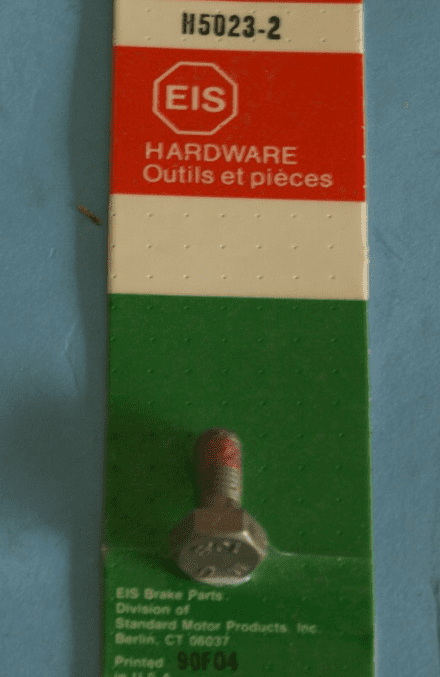 H5023-2
EIS
HARDWARE
Outils et pièces
EIS Brake Parts
Division of
Standard Motor Products, Inc.
Berlin, CT 06037
Printed 90F04
in U.S.A.